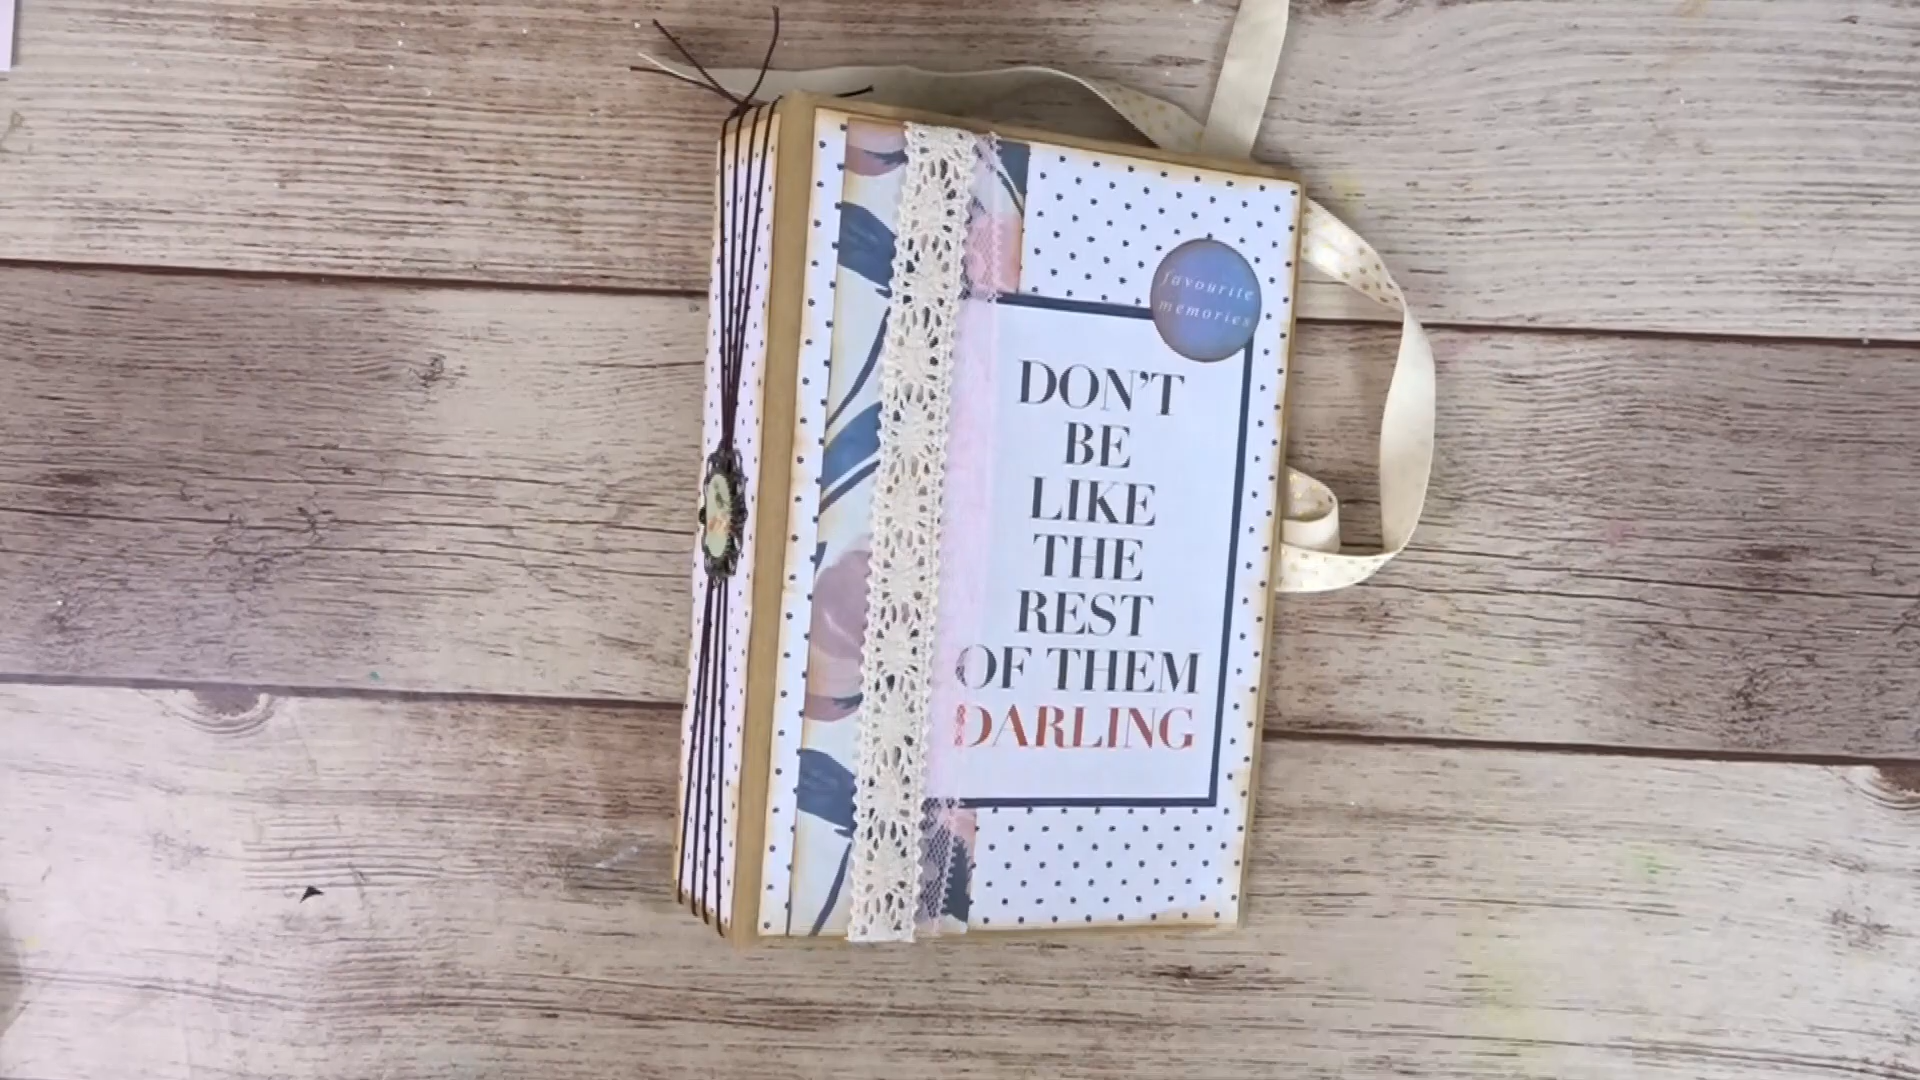 favourite
memories
DON'T
BE
LIKE
THE
REST
OF THEM
DARLING